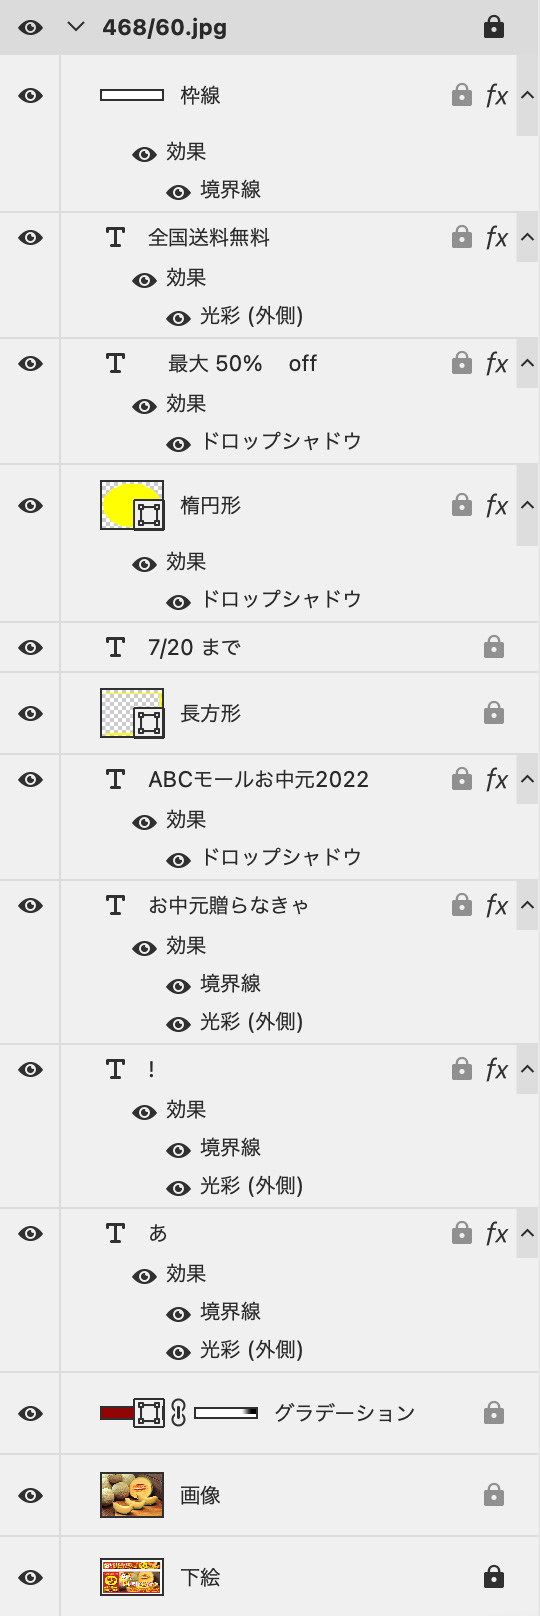 468/60.jpg
枠線 fx
効果
境界線
T 全国送料無料 fx
効果
光彩 (外側)
T 最大 50% off fx
効果
ドロップシャドウ
楕円形 fx
効果
ドロップシャドウ
T 7/20 まで
長方形
T ABCモールお中元2022 fx
効果
ドロップシャドウ
T お中元贈らなきゃ fx
効果
境界線
光彩 (外側)
T ! fx
効果
境界線
光彩 (外側)
T あ fx
効果
境界線
光彩 (外側)
グラデーション
画像
下絵